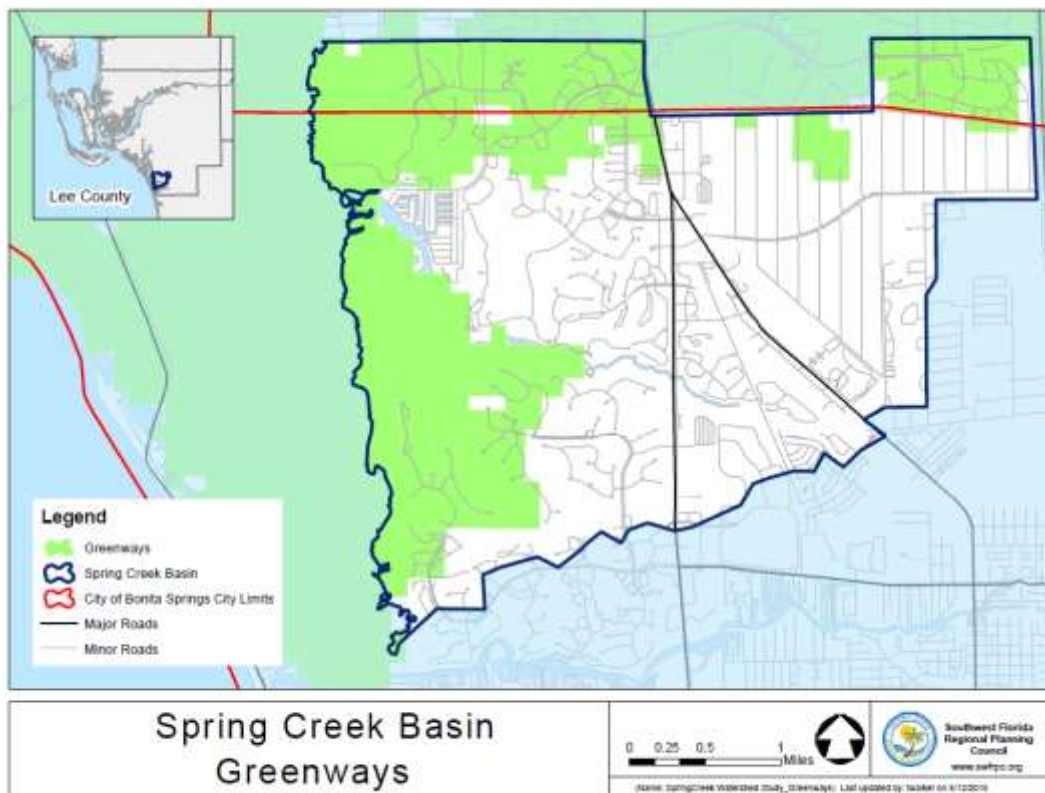 Lee County
Legend
Greenways
Spring Creek Basin
City of Bonita Springs City Limits
Major Roads
Minor Roads
Spring Creek Basin
Greenways
0 0.25 0.5 1
Miles
Southwest Florida
Regional Planning
Council
www.swfrpc.org